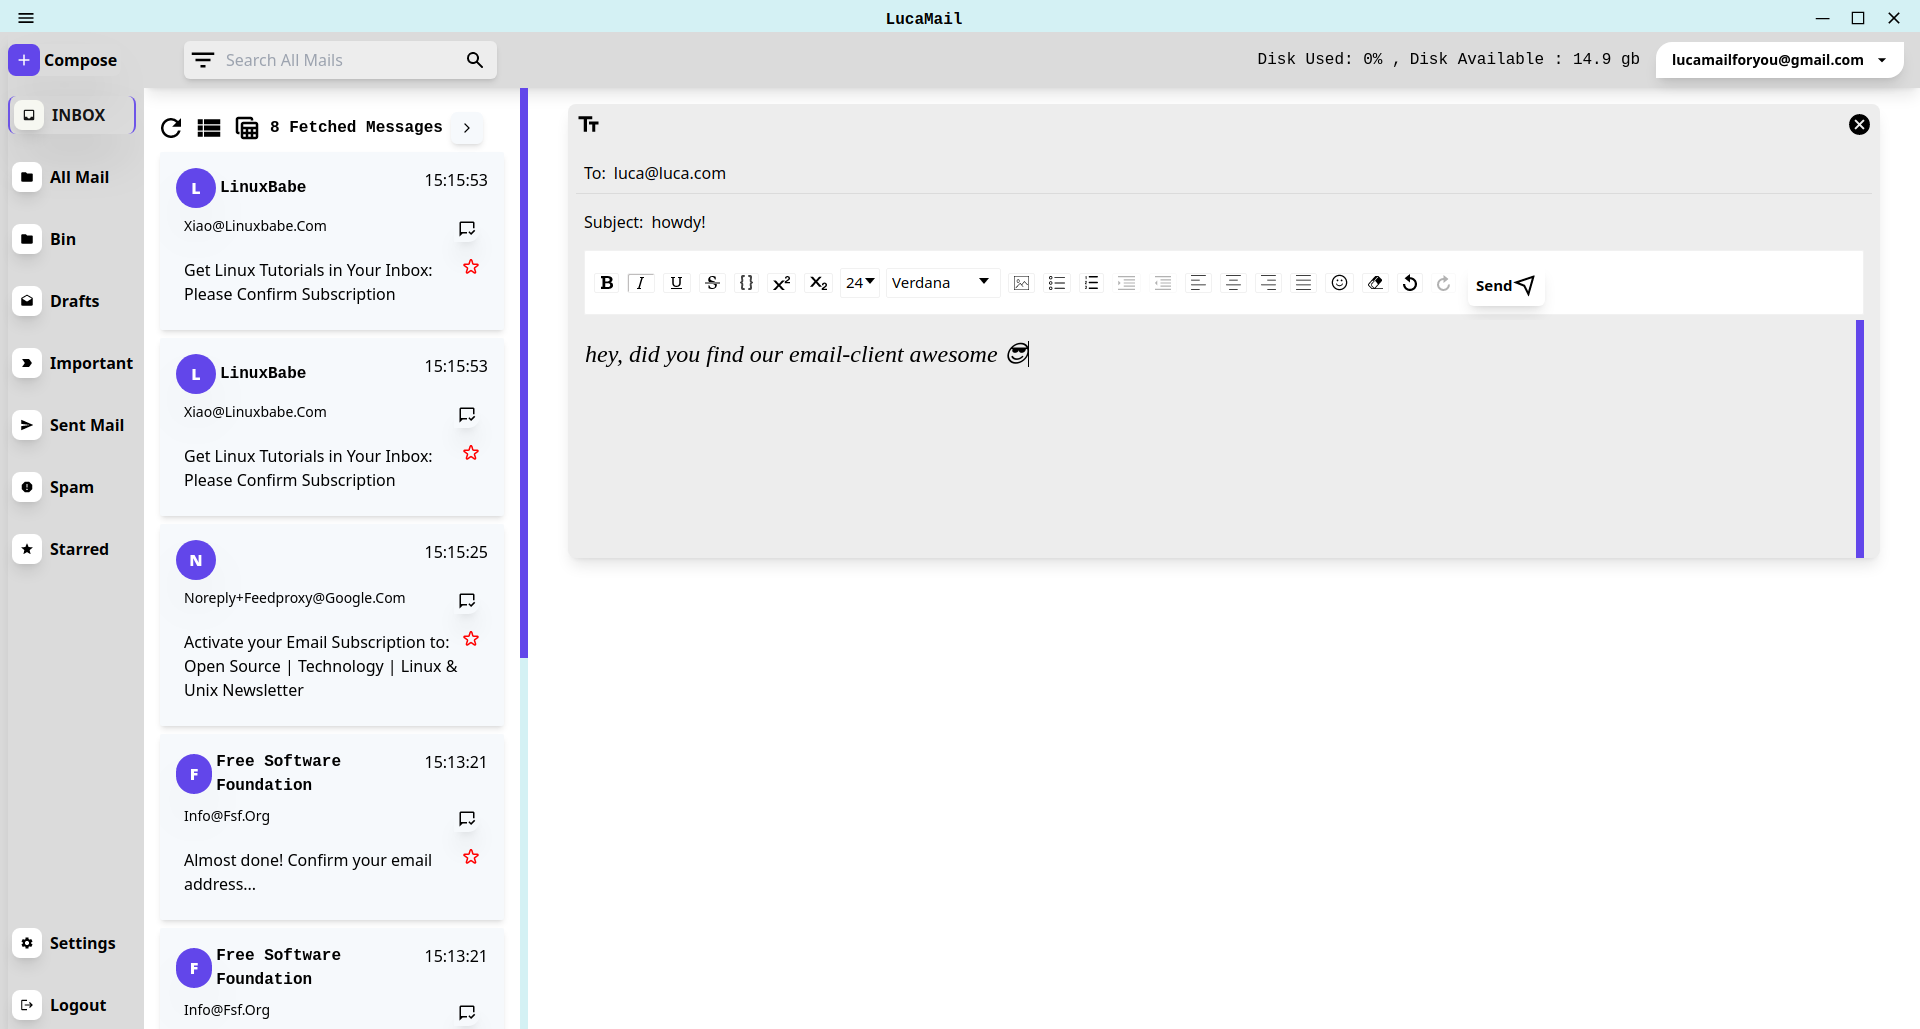 LucaMail
Compose
Search All Mails
Disk Used: 0% , Disk Available : 14.9 gb
lucamailforyou@gmail.com
INBOX
All Mail
Bin
Drafts
Important
Sent Mail
Spam
Starred
Settings
Logout
8 Fetched Messages
L
LinuxBabe
15:15:53
Xiao@Linuxbabe.Com
Get Linux Tutorials in Your Inbox:
Please Confirm Subscription
L
LinuxBabe
15:15:53
Xiao@Linuxbabe.Com
Get Linux Tutorials in Your Inbox:
Please Confirm Subscription
N
15:15:25
Noreply+Feedproxy@Google.Com
Activate your Email Subscription to:
Open Source | Technology | Linux &
Unix Newsletter
F
Free Software
Foundation
15:13:21
Info@Fsf.Org
Almost done! Confirm your email
address...
F
Free Software
Foundation
15:13:21
Info@Fsf.Org
Tт
To: luca@luca.com
Subject: howdy!
B I U S {} X² X₂ 24 Verdana Send
hey, did you find our email-client awesome 😎